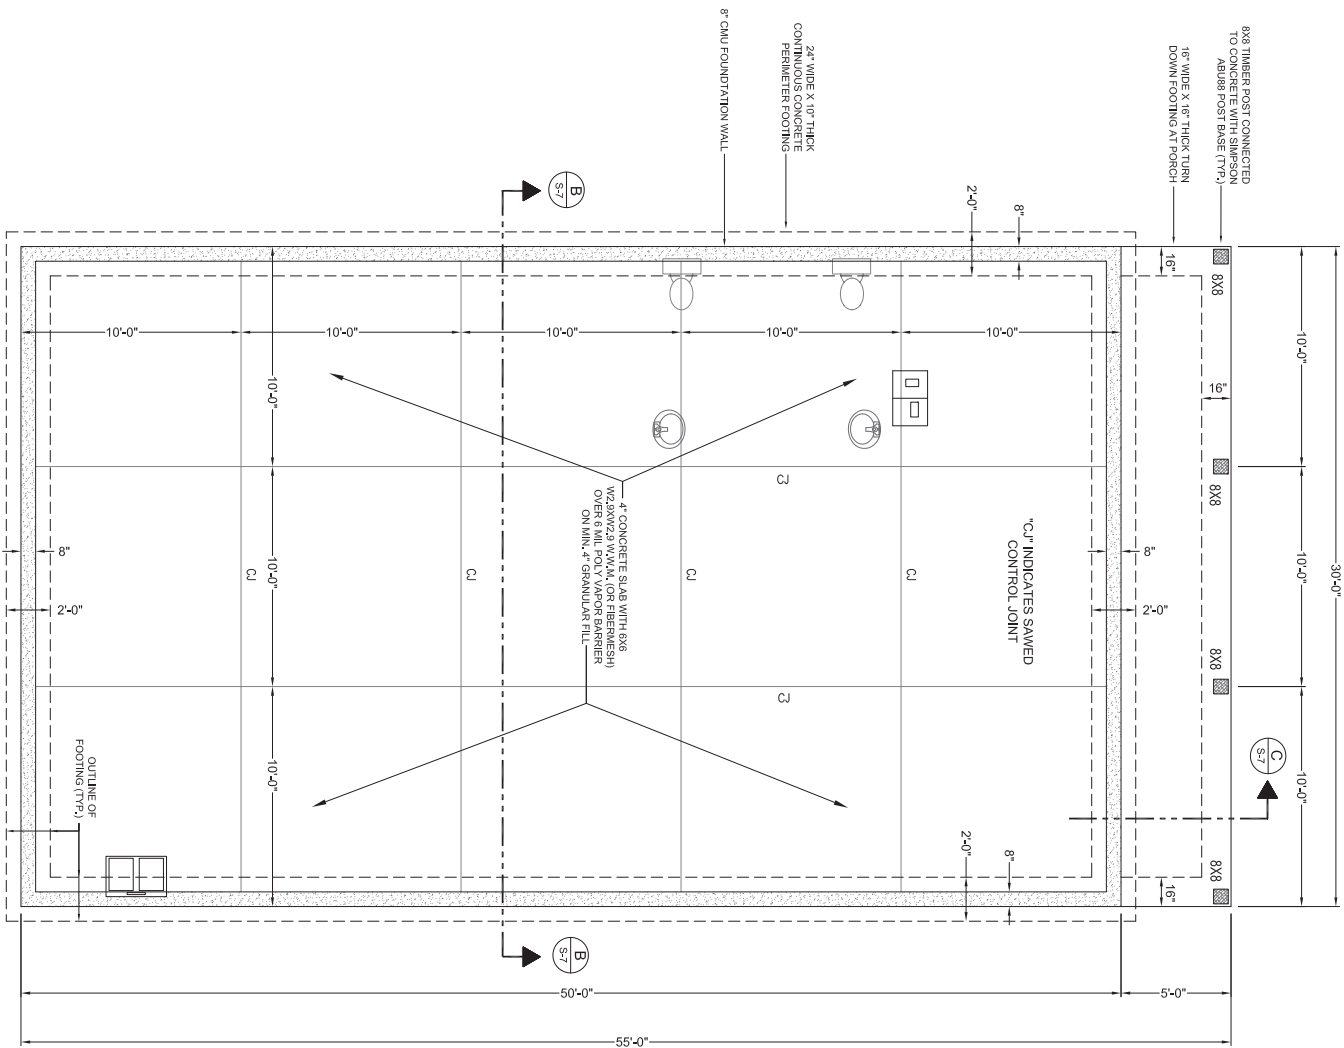 8X8 TIMBER POST CONNECTED
TO CONCRETE WITH SIMPSON
ABU88 POST BASE (TYP.)
16" WIDE X 16" THICK TURN
DOWN FOOTING AT PORCH
24" WIDE X 10" THICK
CONTINUOUS CONCRETE
PERIMETER FOOTING
8" CMU FOUNDTATION WALL
30'-0"
10'-0"
10'-0"
10'-0"
8X8
8X8
8X8
8X8
16"
16"
16"
C
S-7
2'-0"
8"
8"
2'-0"
2'-0"
8"
B
S-7
B
S-7
10'-0"
10'-0"
10'-0"
10'-0"
10'-0"
10'-0"
10'-0"
10'-0"
CJ
CJ
CJ
CJ
CJ
CJ
"CJ" INDICATES SAWED
CONTROL JOINT
4" CONCRETE SLAB WITH 6X6
W2.9XW2.9 W.W.M. (OR FIBERMESH)
OVER 6 MIL POLY VAPOR BARRIER
ON MIN. 4" GRANULAR FILL
8"
2'-0"
OUTLINE OF
FOOTING (TYP.)
50'-0"
5'-0"
55'-0"